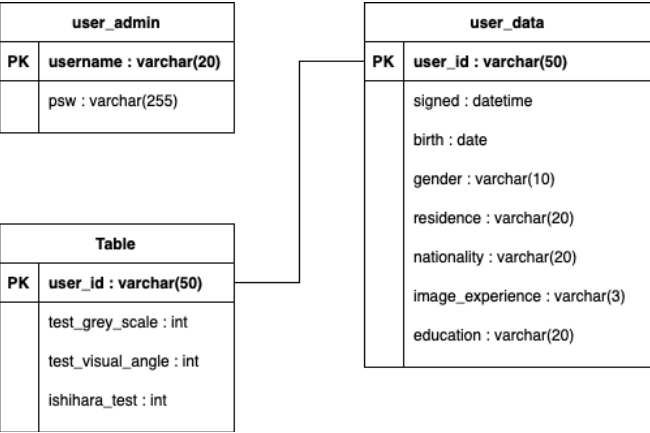 user_admin
PK username : varchar(20)
psw : varchar(255)
user_data
PK user_id : varchar(50)
signed : datetime
birth : date
gender : varchar(10)
residence : varchar(20)
nationality : varchar(20)
image_experience : varchar(3)
education : varchar(20)
Table
PK user_id : varchar(50)
test_grey_scale : int
test_visual_angle : int
ishihara_test : int